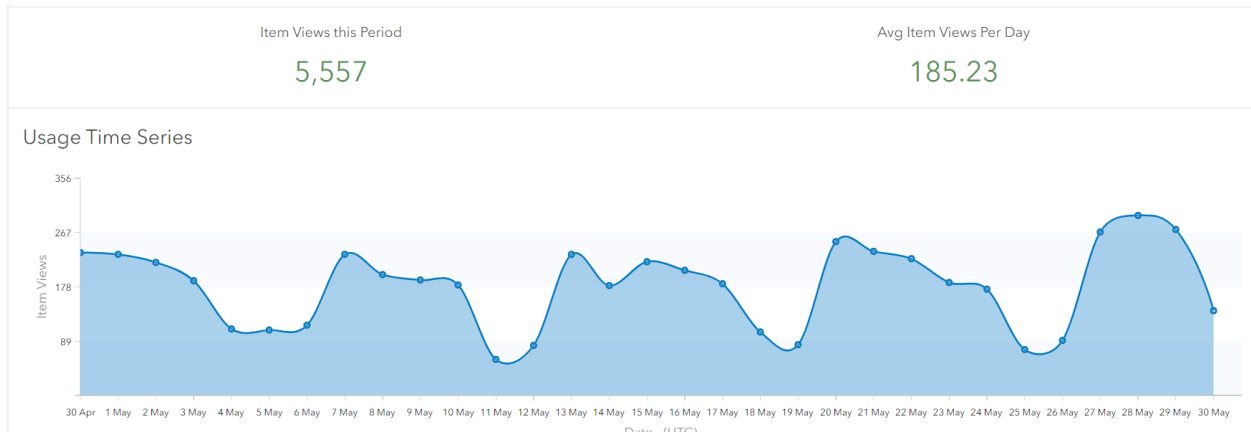 Item Views this Period
Avg Item Views Per Day
5,557
185.23
Usage Time Series
356
267
178
89
Item Views
30 Apr 1 May 2 May 3 May 4 May 5 May 6 May 7 May 8 May 9 May 10 May 11 May 12 May 13 May 14 May 15 May 16 May 17 May 18 May 19 May 20 May 21 May 22 May 23 May 24 May 25 May 26 May 27 May 28 May 29 May 30 May
Date (UTC)